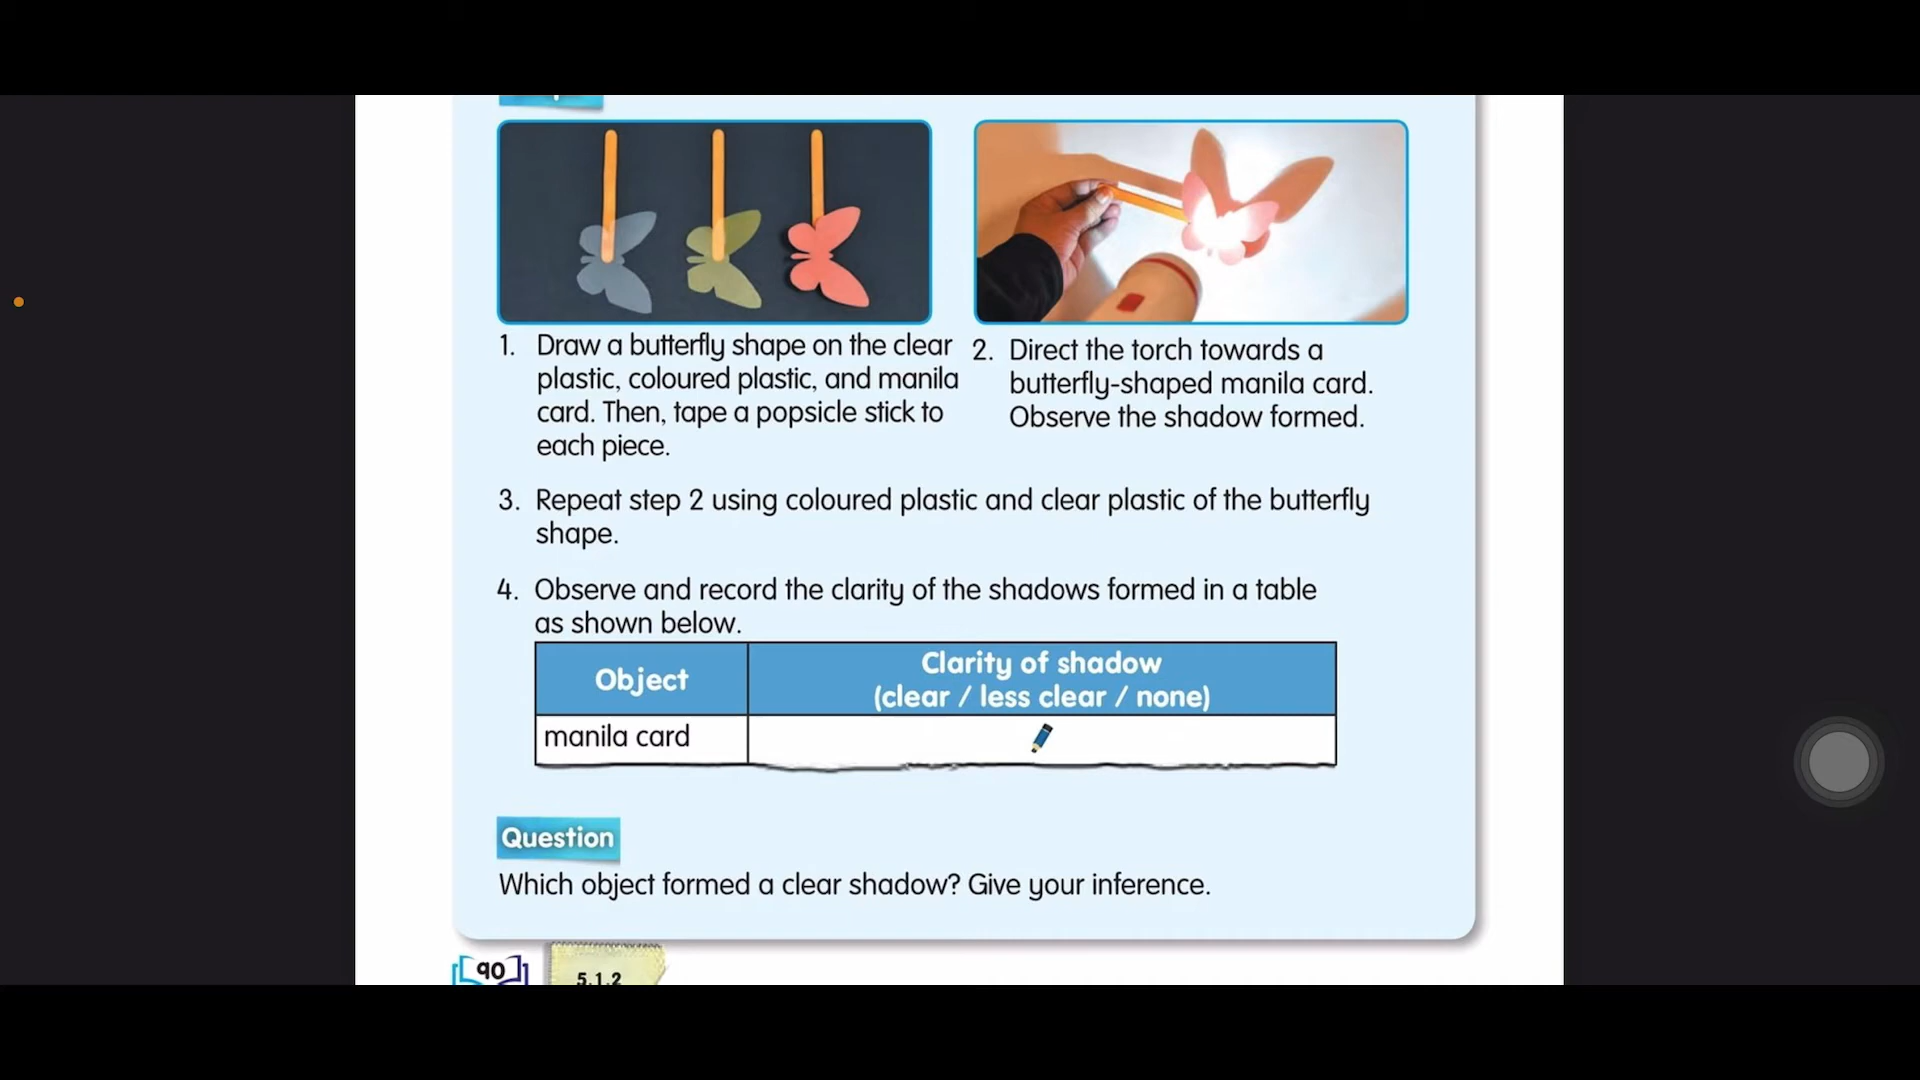 1. Draw a butterfly shape on the clear
plastic, coloured plastic, and manila
card. Then, tape a popsicle stick to
each piece.
2. Direct the torch towards a
butterfly-shaped manila card.
Observe the shadow formed.
3. Repeat step 2 using coloured plastic and clear plastic of the butterfly
shape.
4. Observe and record the clarity of the shadows formed in a table
as shown below.
Object
Clarity of shadow
(clear / less clear / none)
manila card
Question
Which object formed a clear shadow? Give your inference.
90
5.1.2